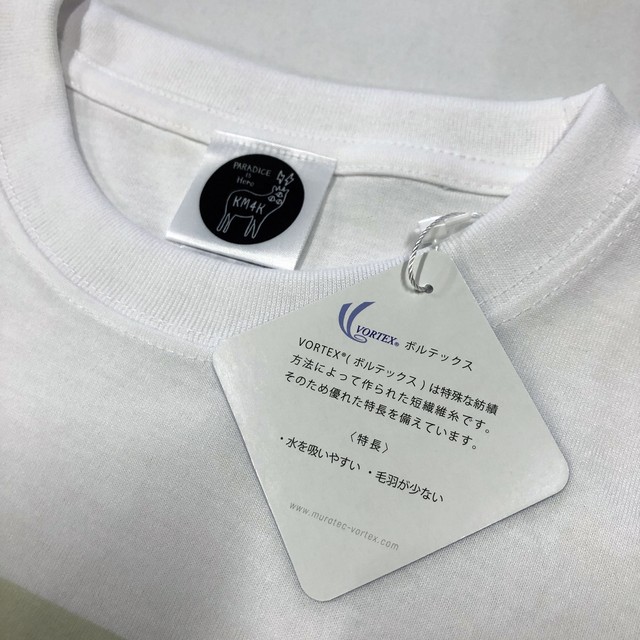 PARADICE
is Here
KM4K
VORTEX® ボルテックス
VORTEX®(ボルテックス)は特殊な紡績
方法によって作られた短繊維糸です。
そのため優れた特長を備えています。
〈特長〉
・水を吸いやすい ・毛羽が少ない
www.muratec-vortex.com